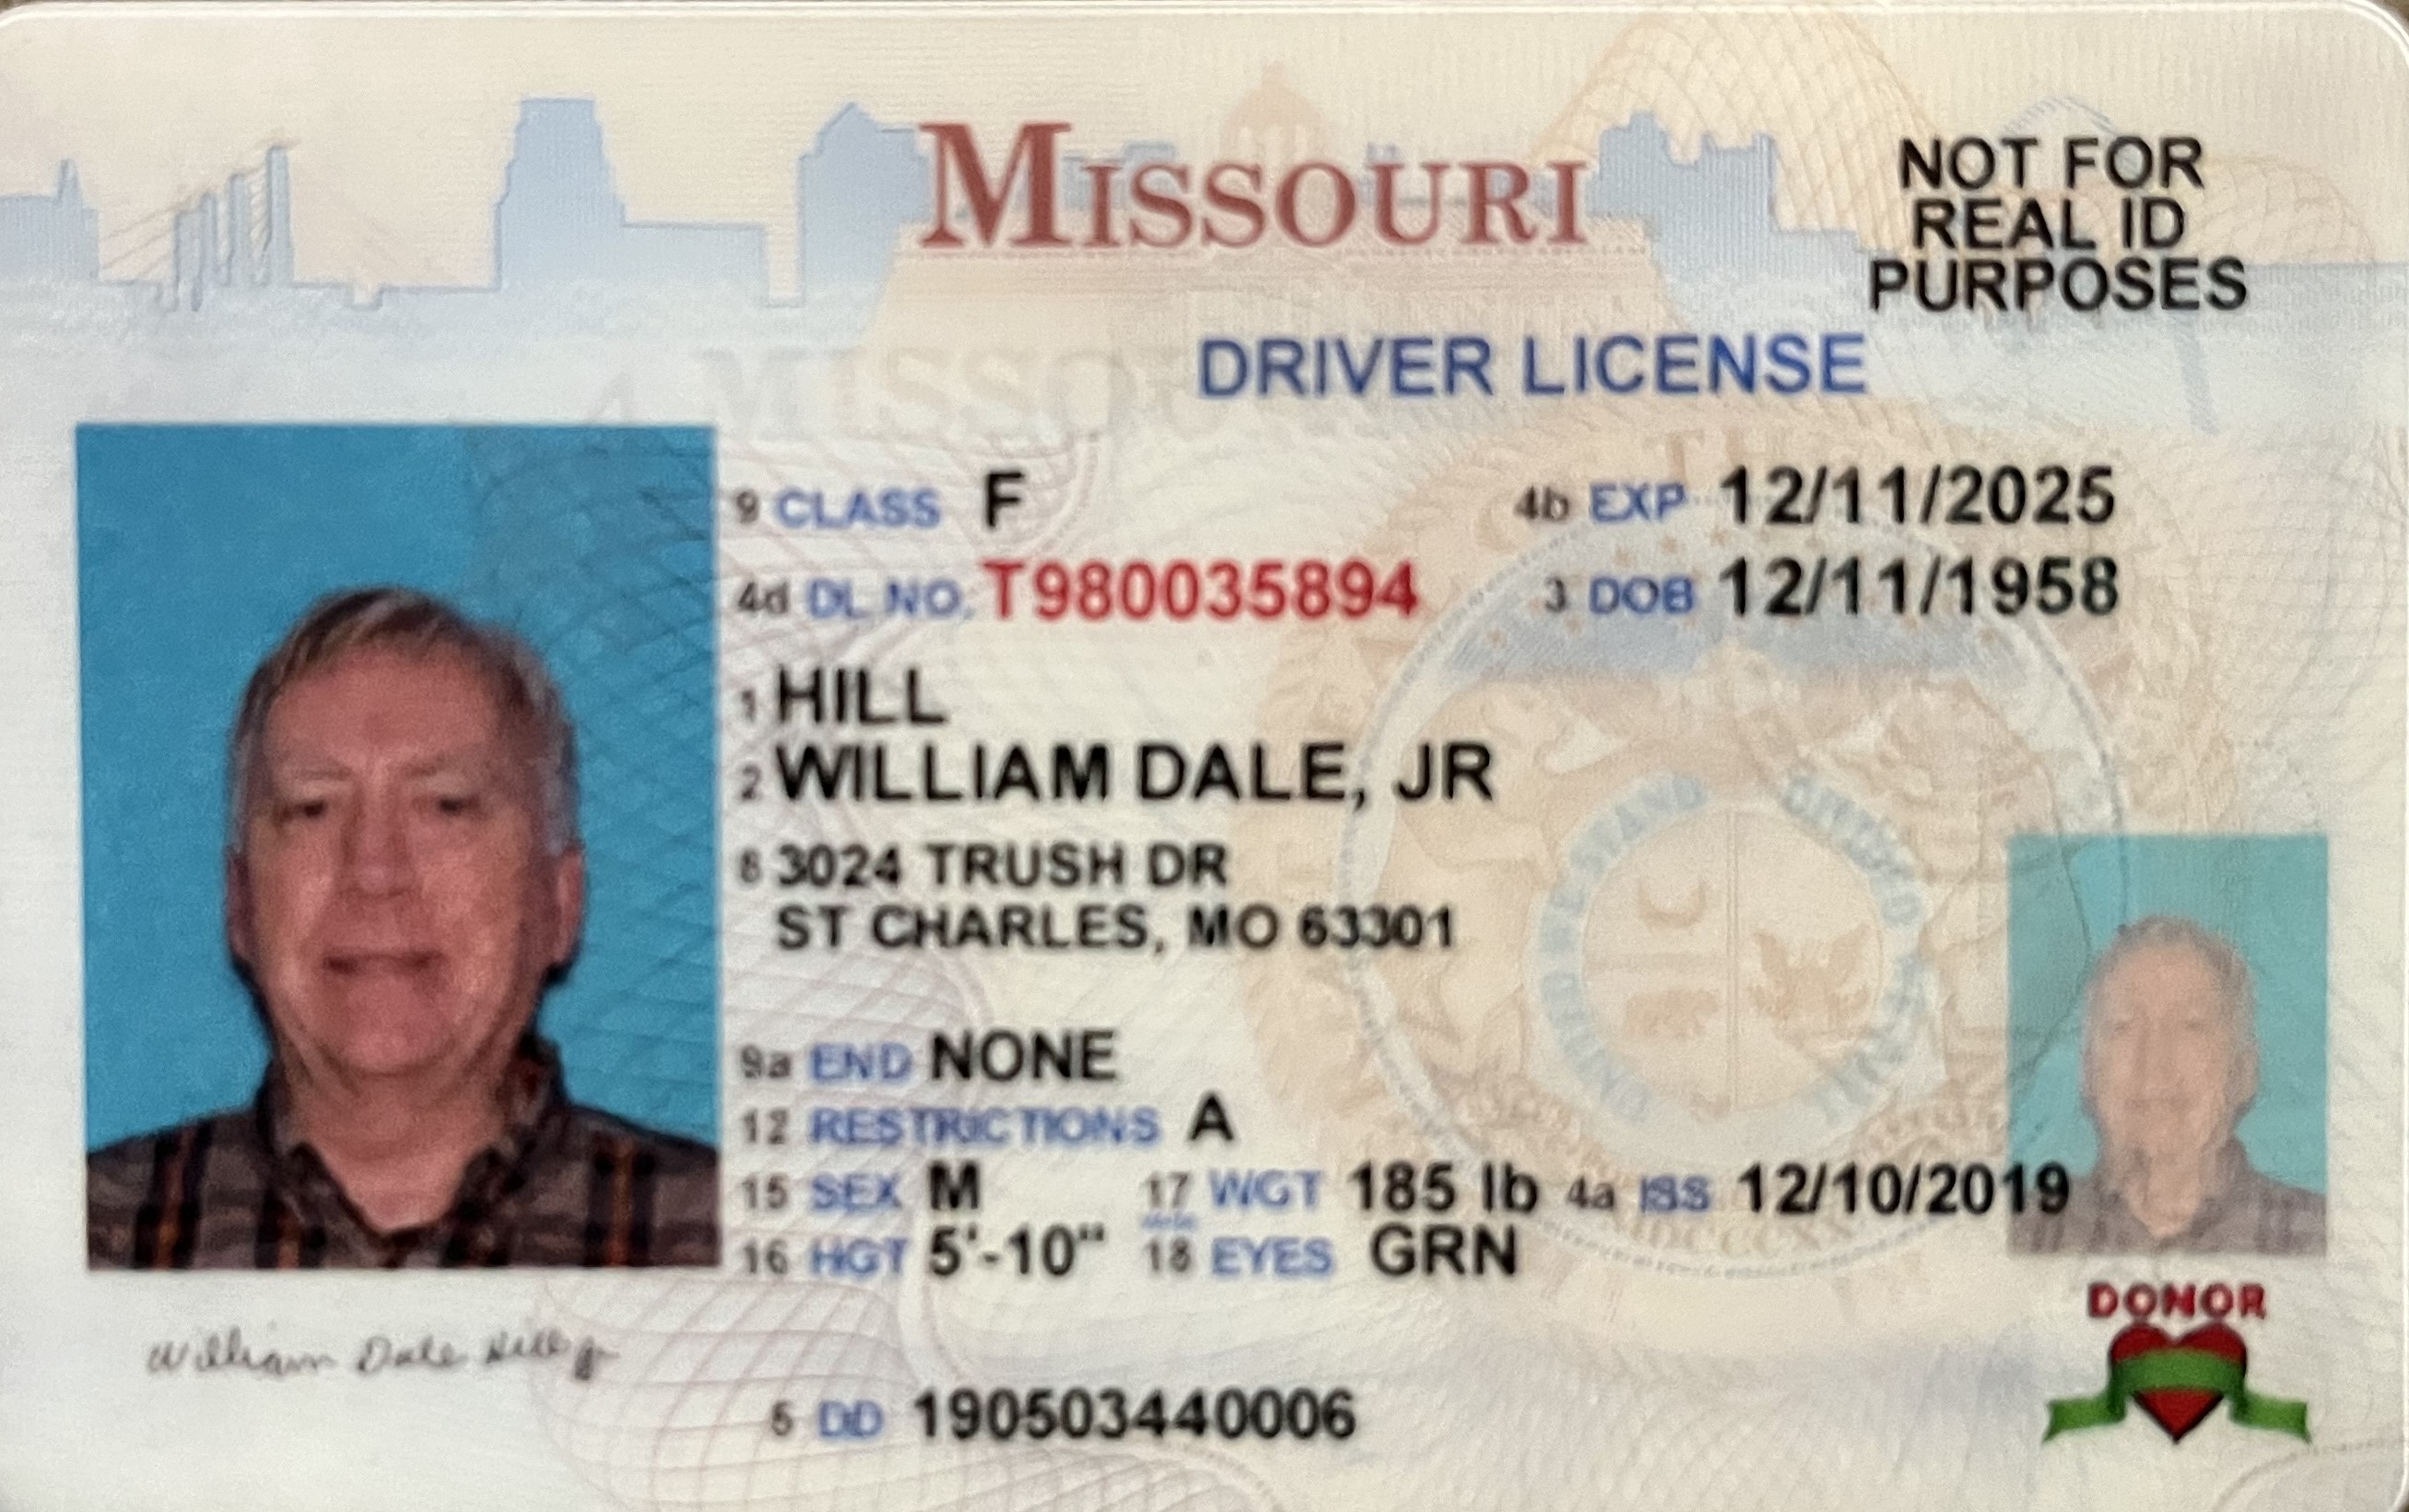 MISSOURI
NOT FOR
REAL ID
PURPOSES
DRIVER LICENSE
9 CLASS F
4b EXP 12/11/2025
4d DL NO. T980035894
3 DOB 12/11/1958
1 HILL
2 WILLIAM DALE, JR
8 3024 TRUSH DR
ST CHARLES, MO 63301
9a END NONE
12 RESTRICTIONS A
15 SEX M 17 WGT 185 lb 4a ISS 12/10/2019
16 HGT 5'-10" 18 EYES GRN
DONOR
William Dale Hill Jr
5 DD 190503440006